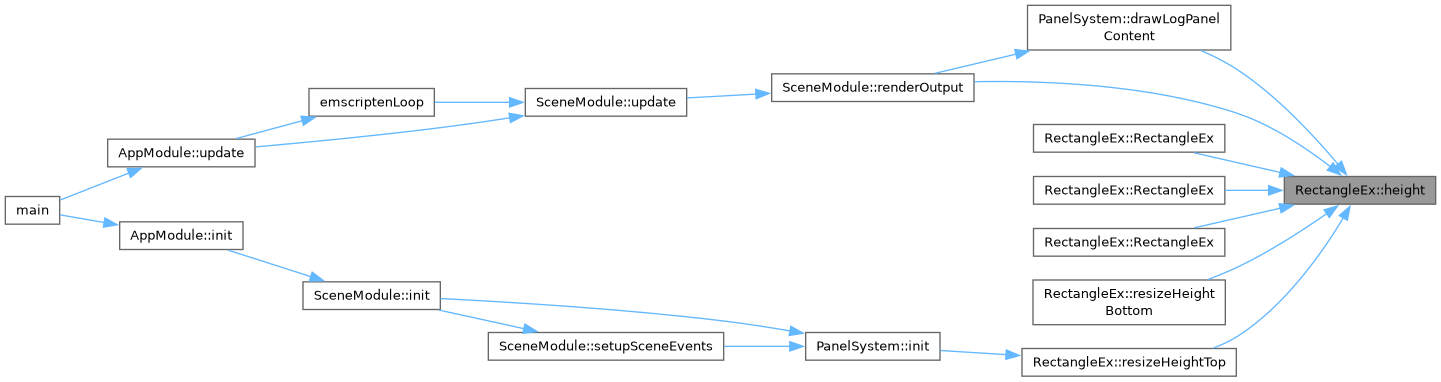 PanelSystem::drawLogPanel
Content
SceneModule::renderOutput
emscriptenLoop
SceneModule::update
RectangleEx::RectangleEx
AppModule::update
RectangleEx::RectangleEx
RectangleEx::height
main
AppModule::init
RectangleEx::RectangleEx
SceneModule::init
RectangleEx::resizeHeight
Bottom
SceneModule::setupSceneEvents
PanelSystem::init
RectangleEx::resizeHeightTop